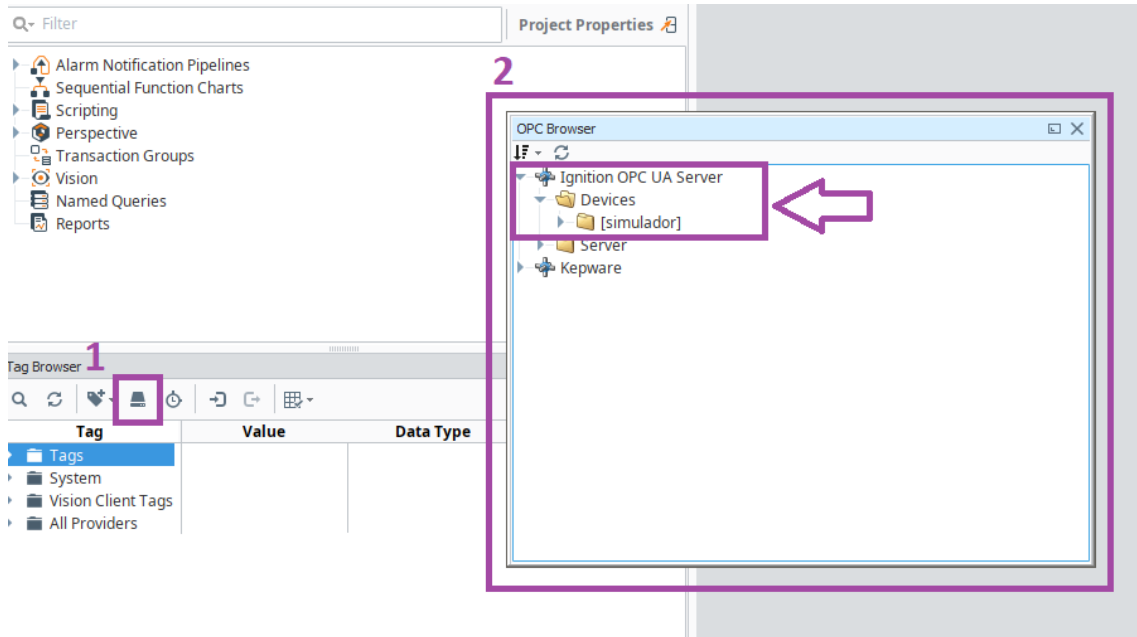 Filter
Project Properties
Alarm Notification Pipelines
Sequential Function Charts
Scripting
Perspective
Transaction Groups
Vision
Named Queries
Reports
2
OPC Browser
Ignition OPC UA Server
Devices
[simulador]
Server
Kepware
Tag Browser
1
Tag Value Data Type
Tags
System
Vision Client Tags
All Providers